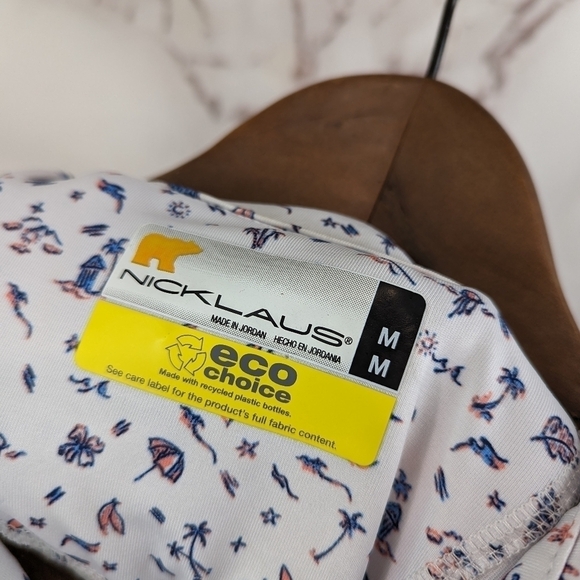 NICKLAUS®
MADE IN JORDAN HECHO EN JORDANIA
M
M
eco
choice
Made with recycled plastic bottles.
See care label for the product's full fabric content.